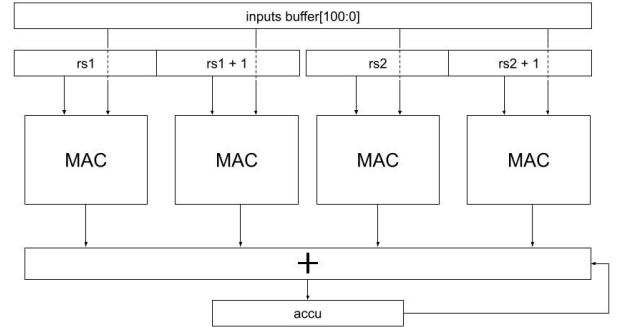 inputs buffer[100:0]
rs1 rs1 + 1 rs2 rs2 + 1
MAC MAC MAC MAC
+
accu